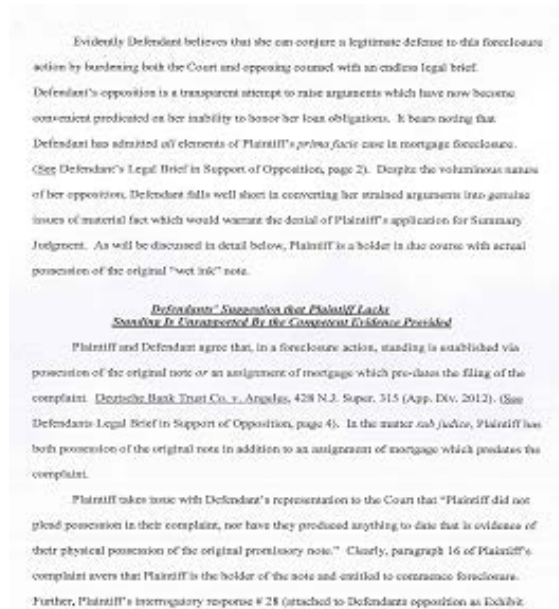 Evidently Defendant believes that she can conjure a legitimate defense to this foreclosure
action by burdening both the Court and opposing counsel with an endless legal brief.
Defendant's opposition is a transparent attempt to raise arguments which have now become
convenient predicated on her inability to honor her loan obligations. It bears noting that
Defendant has admitted all elements of Plaintiff's prima facie case in mortgage foreclosure.
(See Defendant's Legal Brief in Support of Opposition, page 2). Despite the voluminous nature
of her opposition, Defendant falls well short in converting her strained arguments into genuine
issues of material fact which would warrant the denial of Plaintiff's application for Summary
Judgment. As will be discussed in detail below, Plaintiff is a holder in due course with actual
possession of the original "wet ink" note.
Defendants' Suggestion that Plaintiff Lacks
Standing Is Unsupported By the Competent Evidence Provided
Plaintiff and Defendant agree that, in a foreclosure action, standing is established via
possession of the original note or an assignment of mortgage which pre-dates the filing of the
complaint. Deutsche Bank Trust Co. v. Angeles, 428 N.J. Super. 315 (App. Div. 2012). (See
Defendants Legal Brief in Support of Opposition, page 4). In the matter sub judice, Plaintiff has
both possession of the original note in addition to an assignment of mortgage which predates the
complaint.
Plaintiff takes issue with Defendant's representation to the Court that "Plaintiff did not
plead possession in their complaint, nor have they produced anything to date that is evidence of
their physical possession of the original promissory note." Clearly, paragraph 16 of Plaintiff's
complaint avers that Plaintiff is the holder of the note and entitled to commence foreclosure.
Further, Plaintiff's interrogatory response # 28 (attached to Defendants opposition as Exhibit